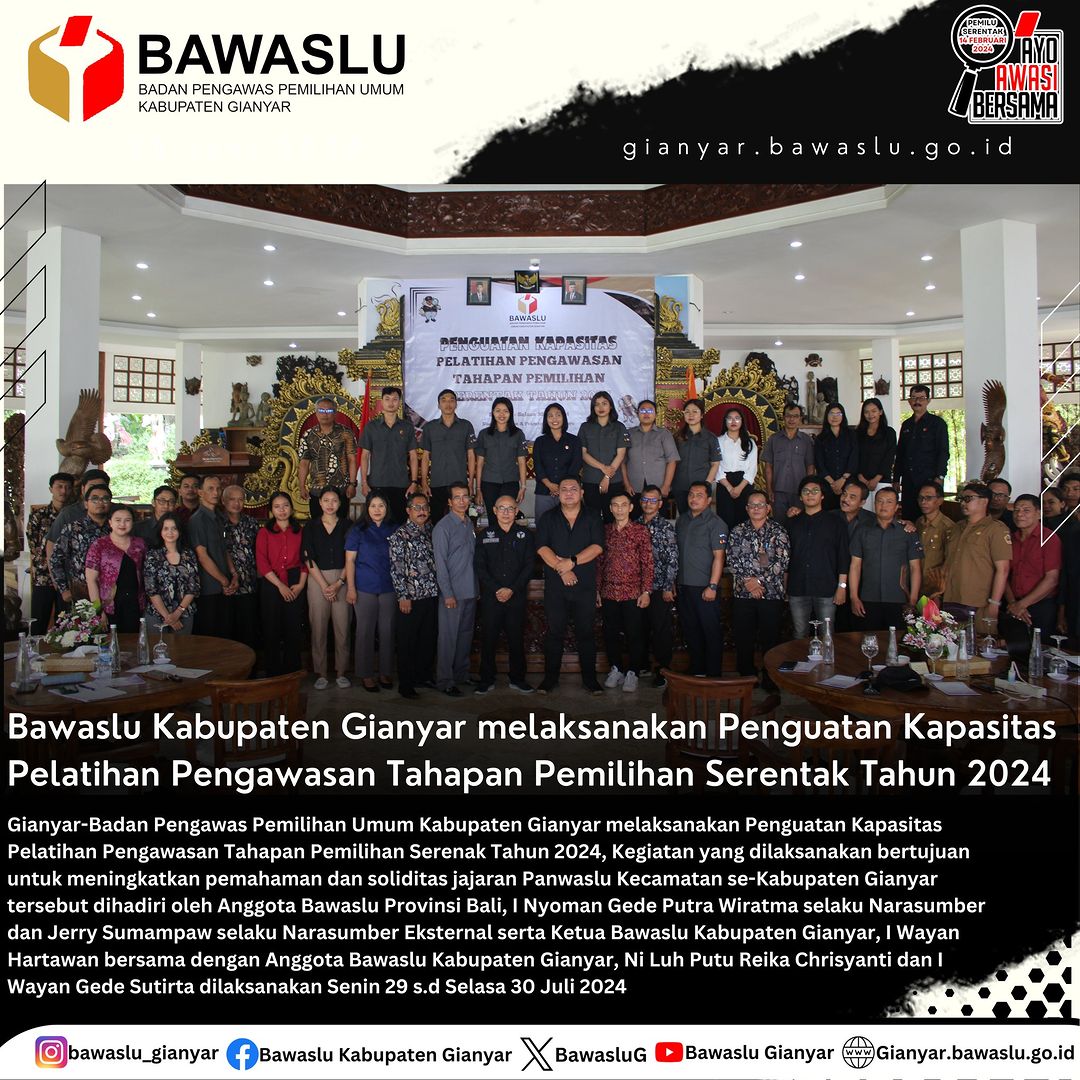 BAWASLU
BADAN PENGAWAS PEMILIHAN UMUM
KABUPATEN GIANYAR
PEMILU
SERENTAK
14 FEBRUARI
2024
AYO
AWASI
BERSAMA
gianyar.bawaslu.go.id
BAWASLU
PENGUATAN KAPASITAS
PELATIHAN PENGAWASAN
TAHAPAN PEMILIHAN
Bawaslu Kabupaten Gianyar melaksanakan Penguatan Kapasitas
Pelatihan Pengawasan Tahapan Pemilihan Serentak Tahun 2024
Gianyar-Badan Pengawas Pemilihan Umum Kabupaten Gianyar melaksanakan Penguatan Kapasitas
Pelatihan Pengawasan Tahapan Pemilihan Serenak Tahun 2024, Kegiatan yang dilaksanakan bertujuan
untuk meningkatkan pemahaman dan soliditas jajaran Panwaslu Kecamatan se-Kabupaten Gianyar
tersebut dihadiri oleh Anggota Bawaslu Provinsi Bali, I Nyoman Gede Putra Wiratma selaku Narasumber
dan Jerry Sumampaw selaku Narasumber Eksternal serta Ketua Bawaslu Kabupaten Gianyar, I Wayan
Hartawan bersama dengan Anggota Bawaslu Kabupaten Gianyar, Ni Luh Putu Reika Chrisyanti dan I
Wayan Gede Sutirta dilaksanakan Senin 29 s.d Selasa 30 Juli 2024
bawaslu_gianyar Bawaslu Kabupaten Gianyar BawasluG Bawaslu Gianyar Gianyar.bawaslu.go.id